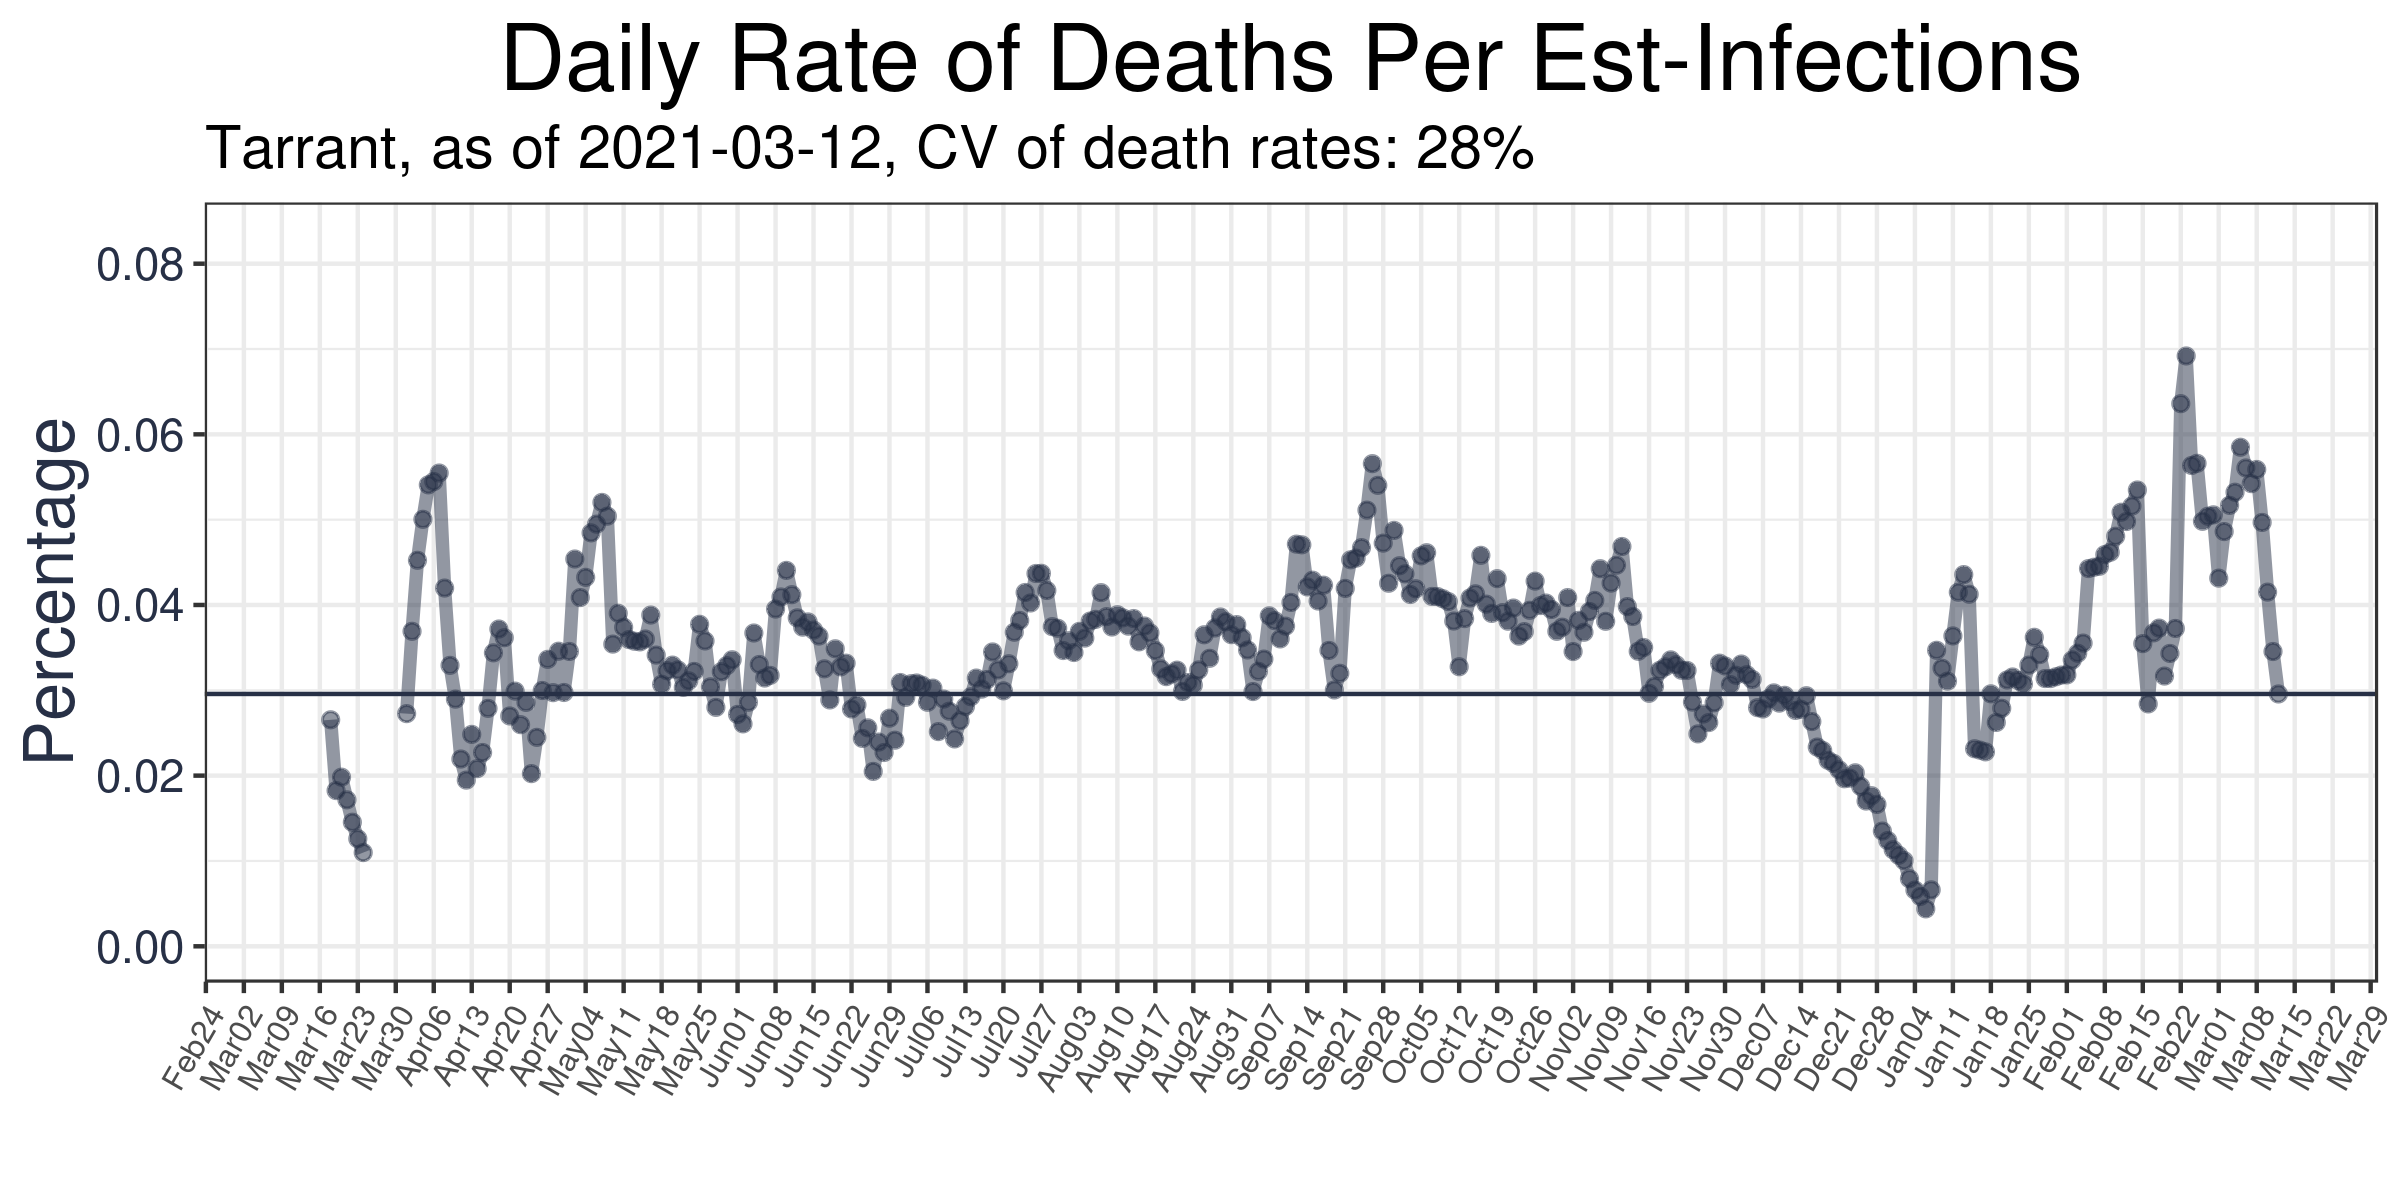 Daily Rate of Deaths Per Est-Infections
Tarrant, as of 2021-03-12, CV of death rates: 28%
Percentage
0.08
0.06
0.04
0.02
0.00
Feb24 Mar02 Mar09 Mar16 Mar23 Mar30 Apr06 Apr13 Apr20 Apr27 May04 May11 May18 May25 Jun01 Jun08 Jun15 Jun22 Jun29 Jul06 Jul13 Jul20 Jul27 Aug03 Aug10 Aug17 Aug24 Aug31 Sep07 Sep14 Sep21 Sep28 Oct05 Oct12 Oct19 Oct26 Nov02 Nov09 Nov16 Nov23 Nov30 Dec07 Dec14 Dec21 Dec28 Jan04 Jan11 Jan18 Jan25 Feb01 Feb08 Feb15 Feb22 Mar01 Mar08 Mar15 Mar22 Mar29